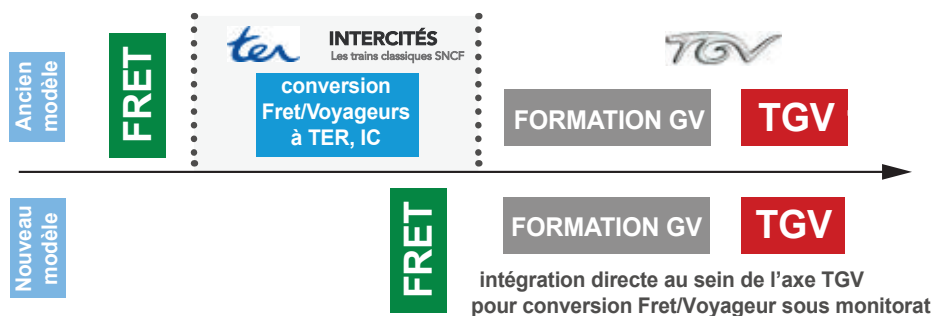 ter
INTERCITÉS
Les trains classiques SNCF
TGV
Ancien
modèle
FRET
conversion
Fret/Voyageurs
à TER, IC
FORMATION GV
TGV
Nouveau
modèle
FRET
FORMATION GV
TGV
intégration directe au sein de l’axe TGV
pour conversion Fret/Voyageur sous monitorat